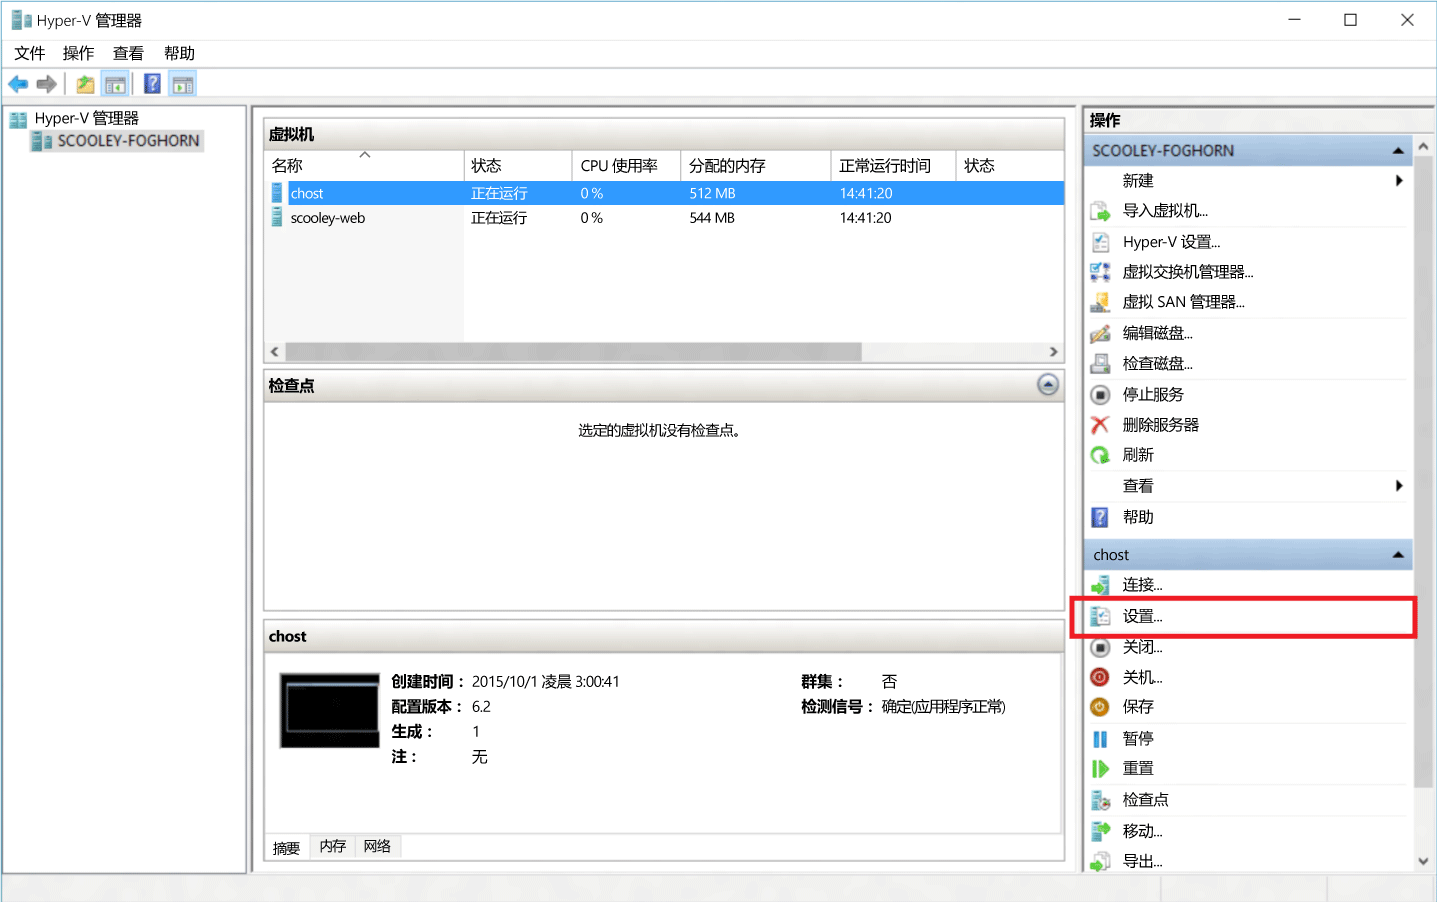 Hyper-V 管理器
文件 操作 查看 帮助
Hyper-V 管理器
SCOOLEY-FOGHORN
虚拟机
名称 状态 CPU 使用率 分配的内存 正常运行时间 状态
chost 正在运行 0 % 512 MB 14:41:20
scooley-web 正在运行 0 % 544 MB 14:41:20
检查点
选定的虚拟机没有检查点。
chost
创建时间： 2015/10/1 凌晨 3:00:41 群集： 否
配置版本： 6.2 检测信号： 确定(应用程序正常)
生成： 1
注： 无
摘要 内存 网络
操作
SCOOLEY-FOGHORN
新建
导入虚拟机...
Hyper-V 设置...
虚拟交换机管理器...
虚拟 SAN 管理器...
编辑磁盘...
检查磁盘...
停止服务
删除服务器
刷新
查看
帮助
chost
连接...
设置...
关闭...
关机...
保存
暂停
重置
检查点
移动...
导出...